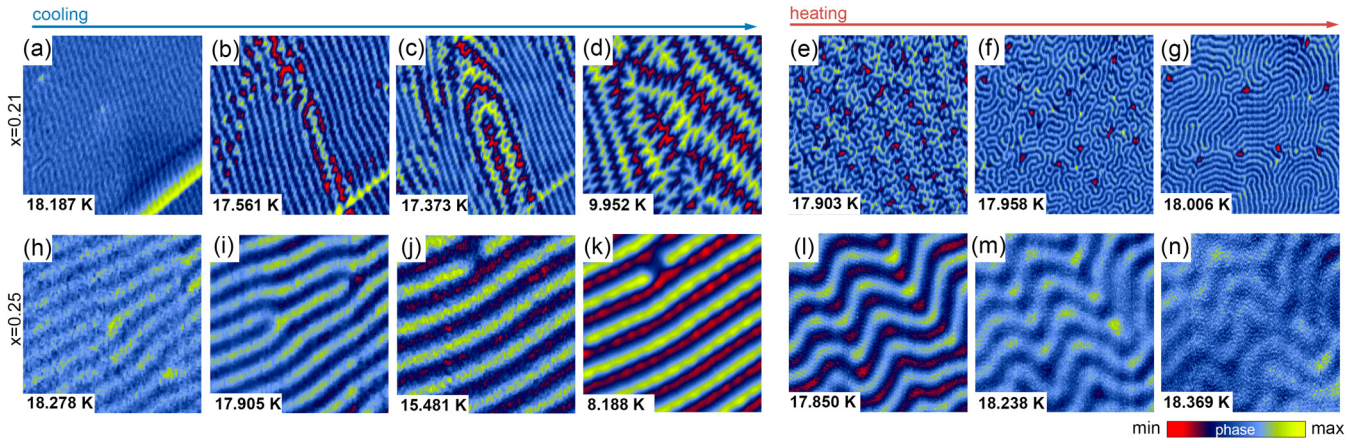 cooling
heating
(a) (b) (c) (d) (e) (f) (g)
x=0.21
18.187 K 17.561 K 17.373 K 9.952 K 17.903 K 17.958 K 18.006 K
(h) (i) (j) (k) (l) (m) (n)
x=0.25
18.278 K 17.905 K 15.481 K 8.188 K 17.850 K 18.238 K 18.369 K
min phase max